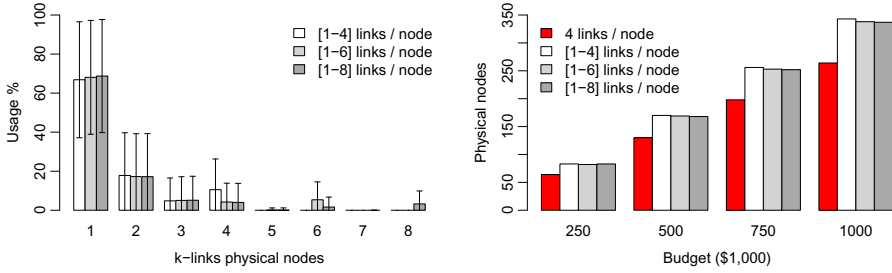 Usage %
100
80
60
40
20
0
[1−4] links / node
[1−6] links / node
[1−8] links / node
1 2 3 4 5 6 7 8
k−links physical nodes
Physical nodes
350
250
150
50
0
4 links / node
[1−4] links / node
[1−6] links / node
[1−8] links / node
250 500 750 1000
Budget ($1,000)